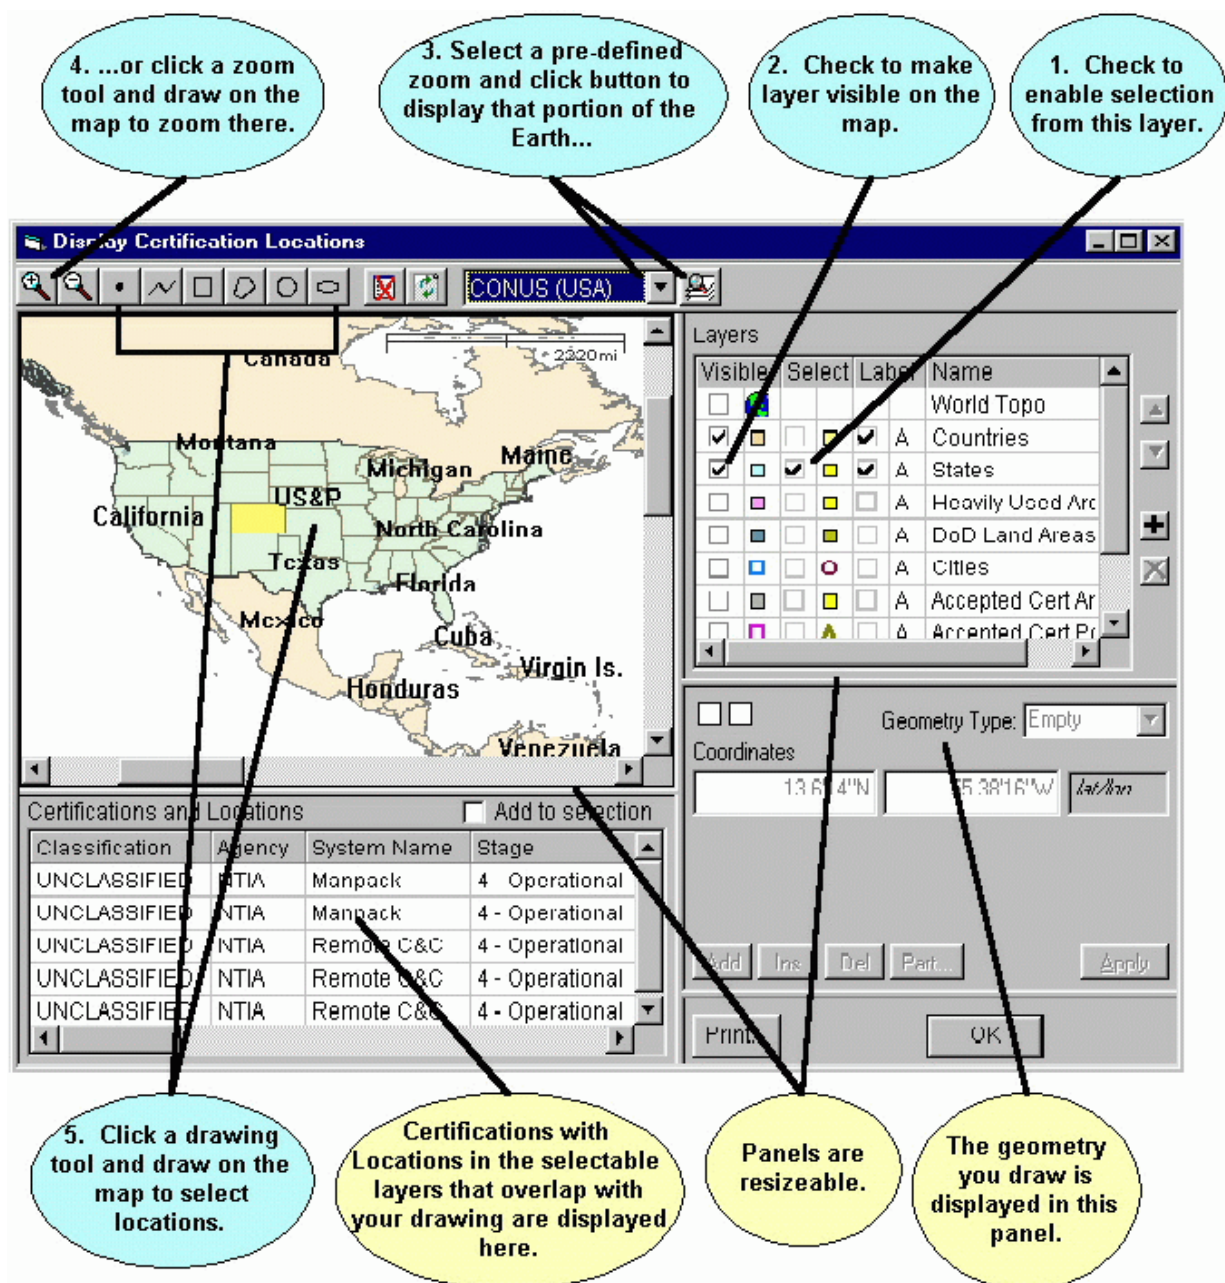 4. ...or click a zoom
tool and draw on the
map to zoom there.
3. Select a pre-defined
zoom and click button to
display that portion of the
Earth...
2. Check to make
layer visible on the
map.
1. Check to
enable selection
from this layer.
Display Certification Locations
CONUS (USA)
Canada
2220mi
Montana
Michigan
Maine
US&P
California
North Carolina
Texas
Florida
Mexico
Cuba
Virgin Is.
Honduras
Venezuela
Layers
Visible Select Label Name
World Topo
A Countries
A States
A Heavily Used Arc
A DoD Land Areas
A Cities
A Accepted Cert Ar
A Accepted Cert Po
Geometry Type: Empty
Coordinates
lat/lon
Certifications and Locations Add to selection
Classification Agency System Name Stage
UNCLASSIFIED NTIA Manpack 4 - Operational
UNCLASSIFIED NTIA Manpack 4 - Operational
UNCLASSIFIED NTIA Remote C&C 4 - Operational
UNCLASSIFIED NTIA Remote C&C 4 - Operational
UNCLASSIFIED NTIA Remote C&C 4 - Operational
Add Ins Del Part... Apply
Print... OK
5. Click a drawing
tool and draw on the
map to select
locations.
Certifications with
Locations in the selectable
layers that overlap with
your drawing are displayed
here.
Panels are
resizeable.
The geometry
you draw is
displayed in this
panel.